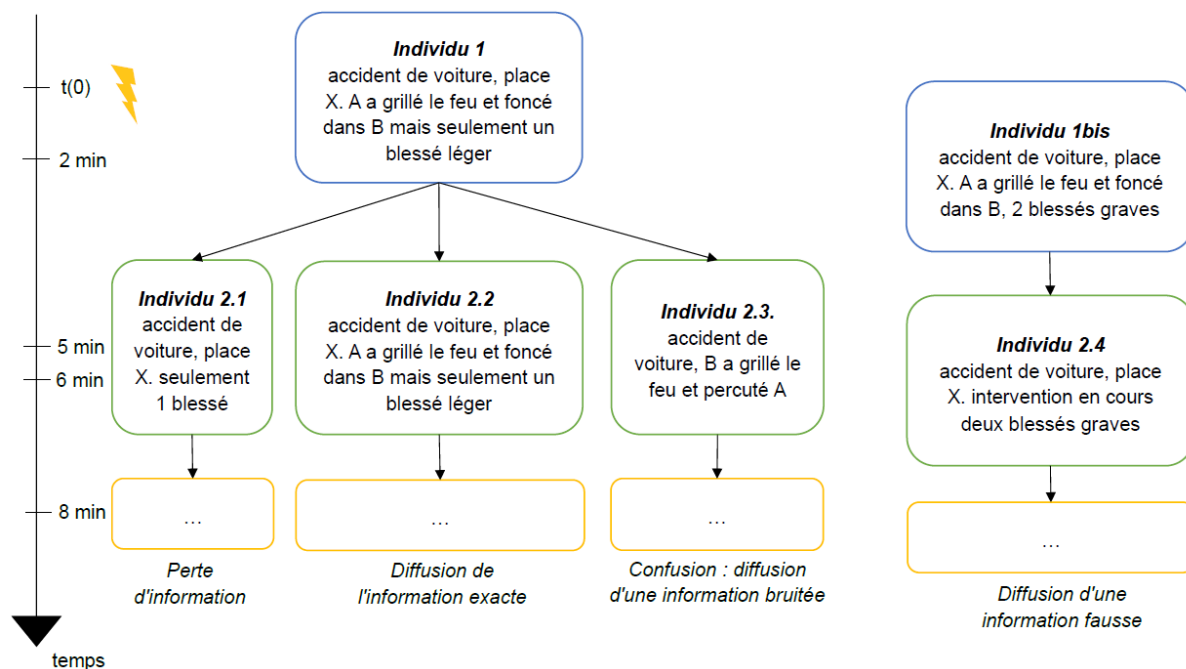 t(0)
2 min
5 min
6 min
8 min
temps
Individu 1
accident de voiture, place
X. A a grillé le feu et foncé
dans B mais seulement un
blessé léger
Individu 1bis
accident de voiture, place
X. A a grillé le feu et foncé
dans B, 2 blessés graves
Individu 2.1
accident de
voiture, place
X. seulement
1 blessé
Individu 2.2
accident de voiture, place
X. A a grillé le feu et foncé
dans B mais seulement un
blessé léger
Individu 2.3.
accident de
voiture, B a grillé le
feu et percuté A
Individu 2.4
accident de voiture, place
X. intervention en cours
deux blessés graves
...
...
...
...
Perte
d'information
Diffusion de
l'information exacte
Confusion : diffusion
d'une information bruitée
Diffusion d'une
information fausse